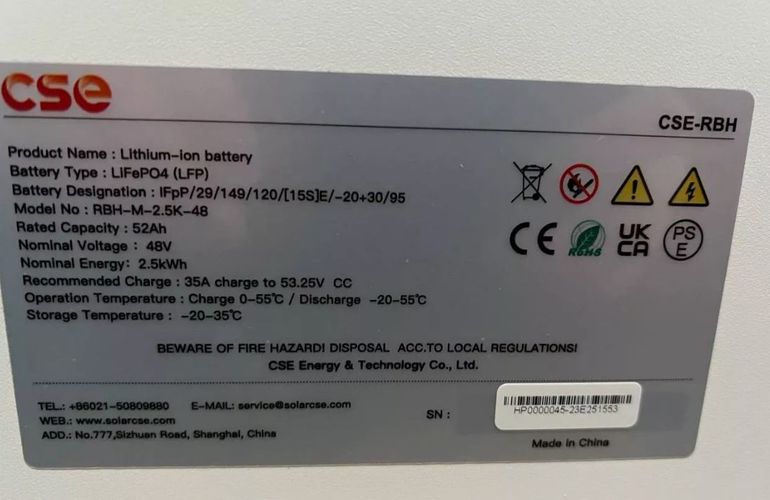 cse
CSE-RBH
Product Name : Lithium-ion battery
Battery Type : LiFePO4 (LFP)
Battery Designation : IFpP/29/149/120/[15S]E/-20+30/95
Model No : RBH-M-2.5K-48
Rated Capacity : 52Ah
Nominal Voltage : 48V
Nominal Energy: 2.5kWh
Recommended Charge : 35A charge to 53.25V CC
Operation Temperature : Charge 0-55℃ / Discharge -20-55℃
Storage Temperature : -20-35℃
CE RoHS UK CA PS E
BEWARE OF FIRE HAZARD! DISPOSAL ACC.TO LOCAL REGULATIONS!
CSE Energy & Technology Co., Ltd.
TEL.: +86021-50809880 E-MAIL: service@solarcse.com
WEB.: www.solarcse.com
ADD.: No.777,Sizhuan Road, Shanghai, China
SN :
HP0000045-23E251553
Made in China